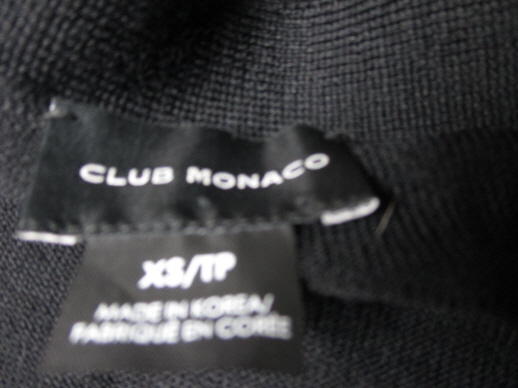 CLUB MONACO
XS/TP
MADE IN KOREA/
FABRIQUÉ EN CORÉE